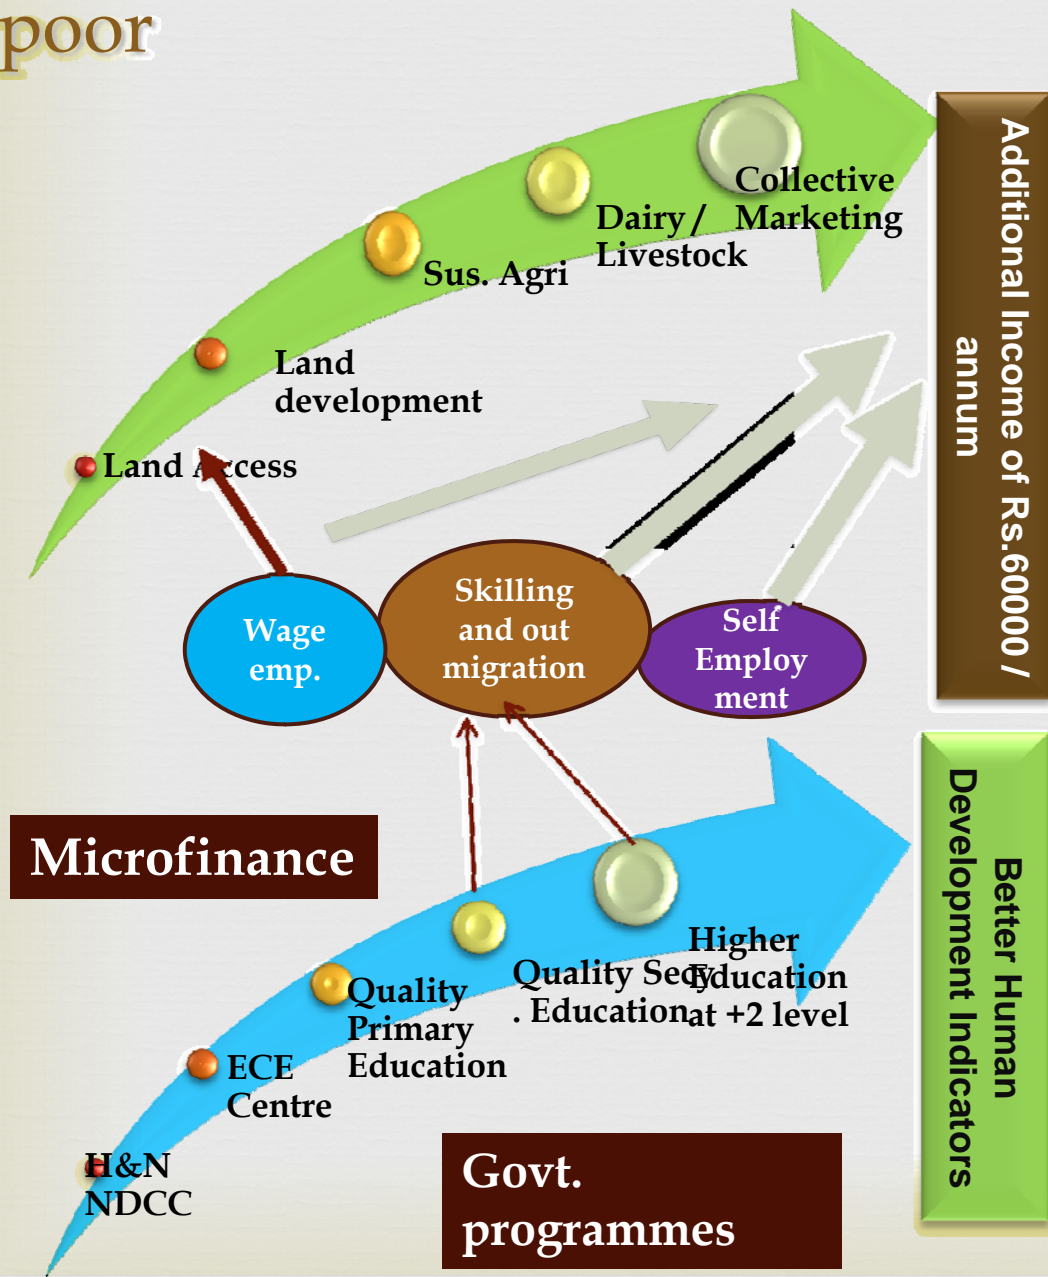 poor
Collective
Marketing
Dairy /
Livestock
Sus. Agri
Land
development
Land Access
Additional Income of Rs.60000 /
annum
Wage
emp.
Skilling
and out
migration
Self
Employ
ment
Microfinance
Higher
Education
at +2 level
Quality Secy
. Education
Quality
Primary
Education
ECE
Centre
H&N
NDCC
Better Human
Development Indicators
Govt.
programmes